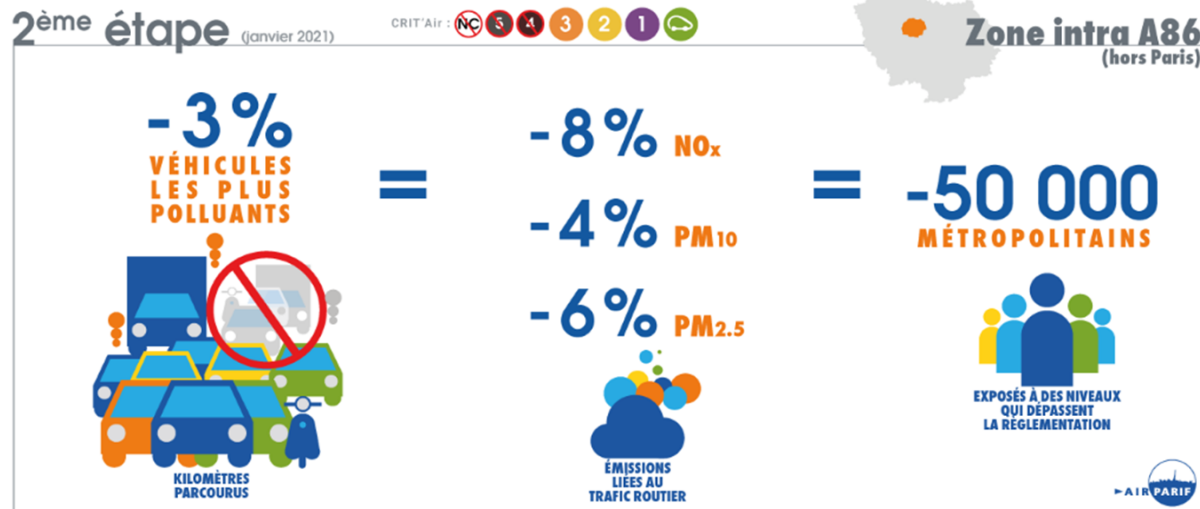 2ème étape (janvier 2021)
CRIT'Air : NC 5 4 3 2 1
Zone intra A86
(hors Paris)
-3%
VÉHICULES
LES PLUS
POLLUANTS
=
-8% NOx
-4% PM10
-6% PM2.5
=
-50 000
MÉTROPOLITAINS
KILOMÈTRES
PARCOURUS
ÉMISSIONS
LIÉES AU
TRAFIC ROUTIER
EXPOSÉS À DES NIVEAUX
QUI DÉPASSENT
LA RÉGLEMENTATION
AIRPARIF